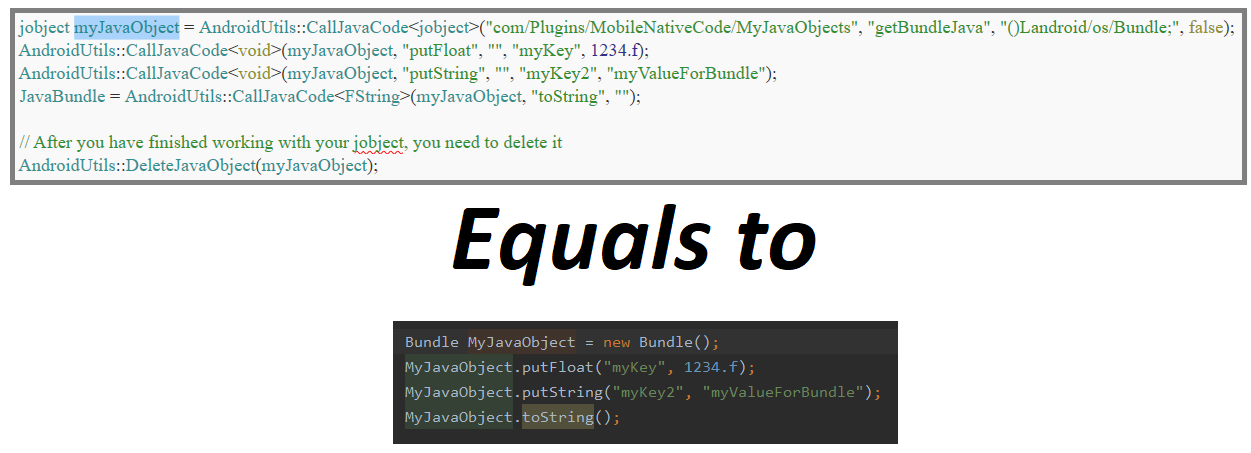 jobject myJavaObject = AndroidUtils::CallJavaCode<jobject>("com/Plugins/MobileNativeCode/MyJavaObjects", "getBundleJava", "()Landroid/os/Bundle;", false);
AndroidUtils::CallJavaCode<void>(myJavaObject, "putFloat", "", "myKey", 1234.f);
AndroidUtils::CallJavaCode<void>(myJavaObject, "putString", "", "myKey2", "myValueForBundle");
JavaBundle = AndroidUtils::CallJavaCode<FString>(myJavaObject, "toString", "");
// After you have finished working with your jobject, you need to delete it
AndroidUtils::DeleteJavaObject(myJavaObject);
Equals to
Bundle MyJavaObject = new Bundle();
MyJavaObject.putFloat("myKey", 1234.f);
MyJavaObject.putString("myKey2", "myValueForBundle");
MyJavaObject.toString();